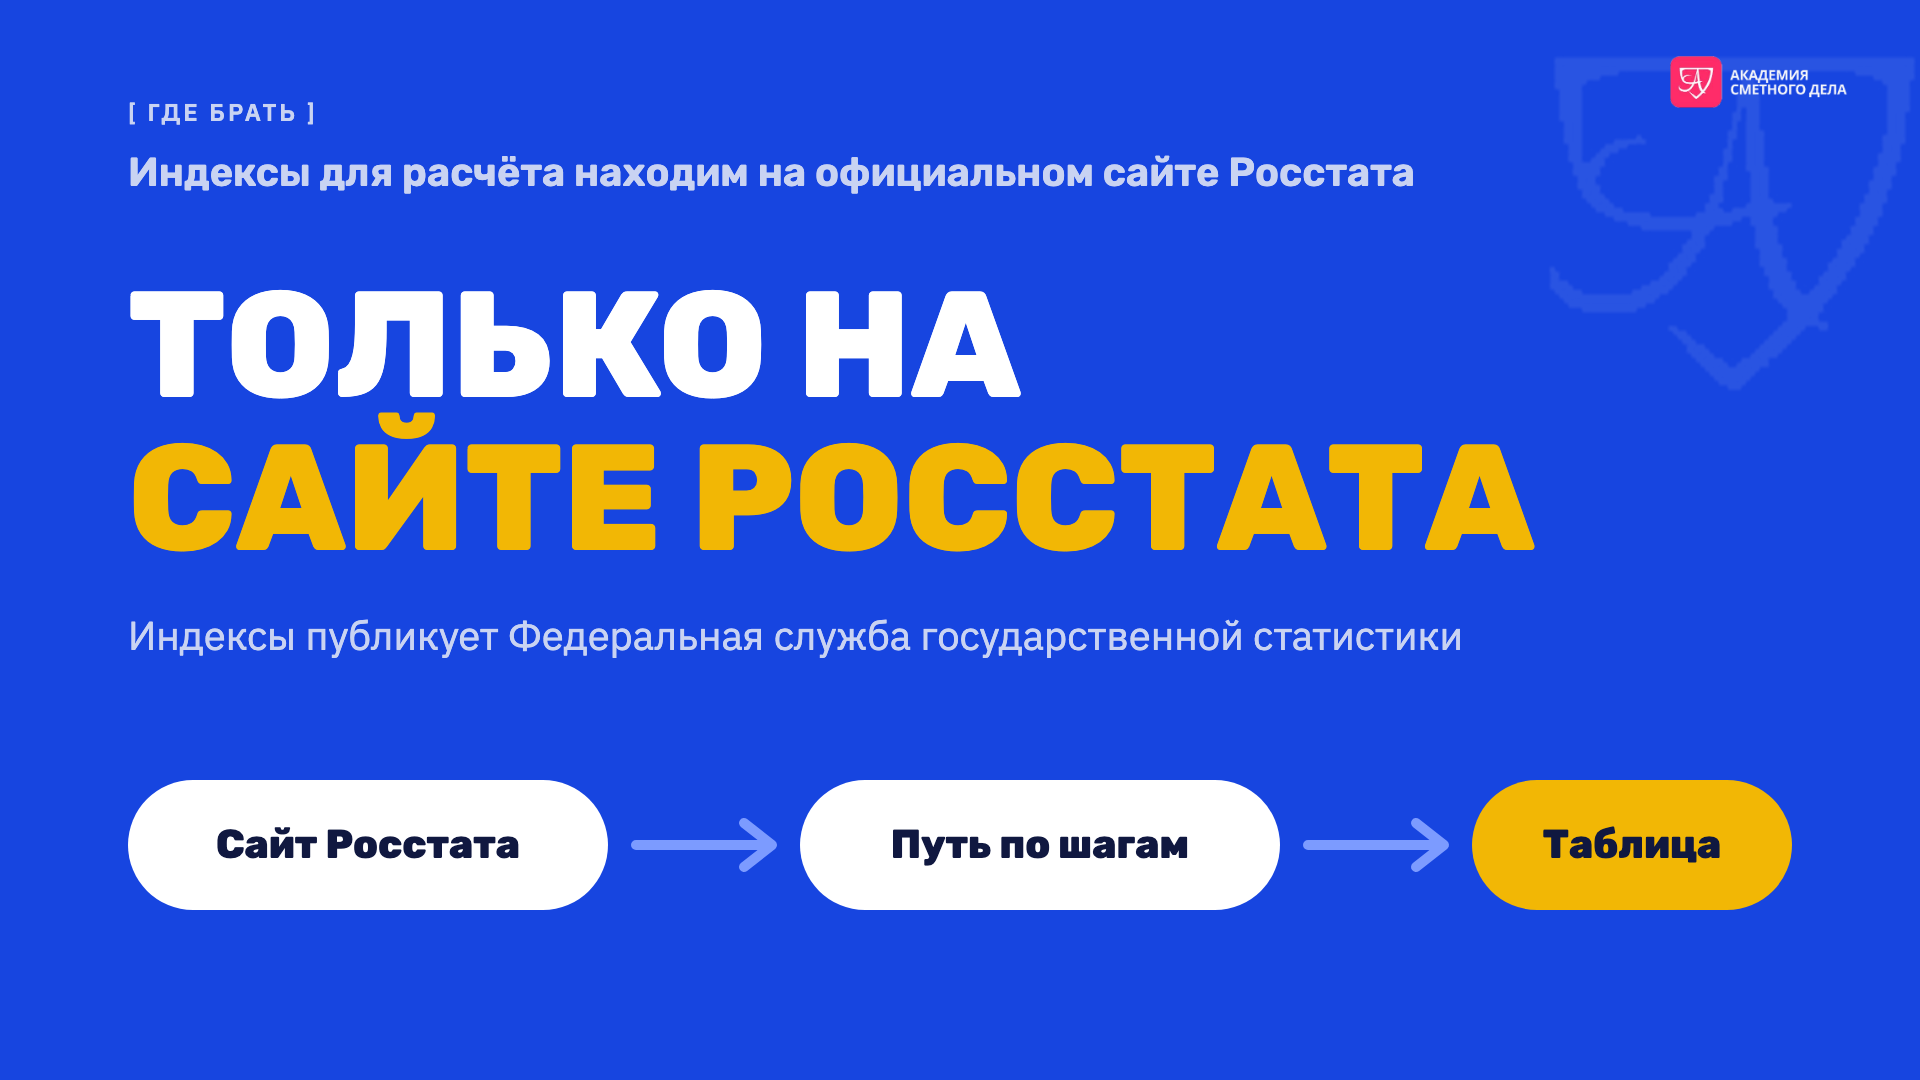 [ ГДЕ БРАТЬ ]
АКАДЕМИЯ
СМЕТНОГО ДЕЛА
Индексы для расчёта находим на официальном сайте Росстата
ТОЛЬКО НА
САЙТЕ РОССТАТА
Индексы публикует Федеральная служба государственной статистики
Сайт Росстата
Путь по шагам
Таблица